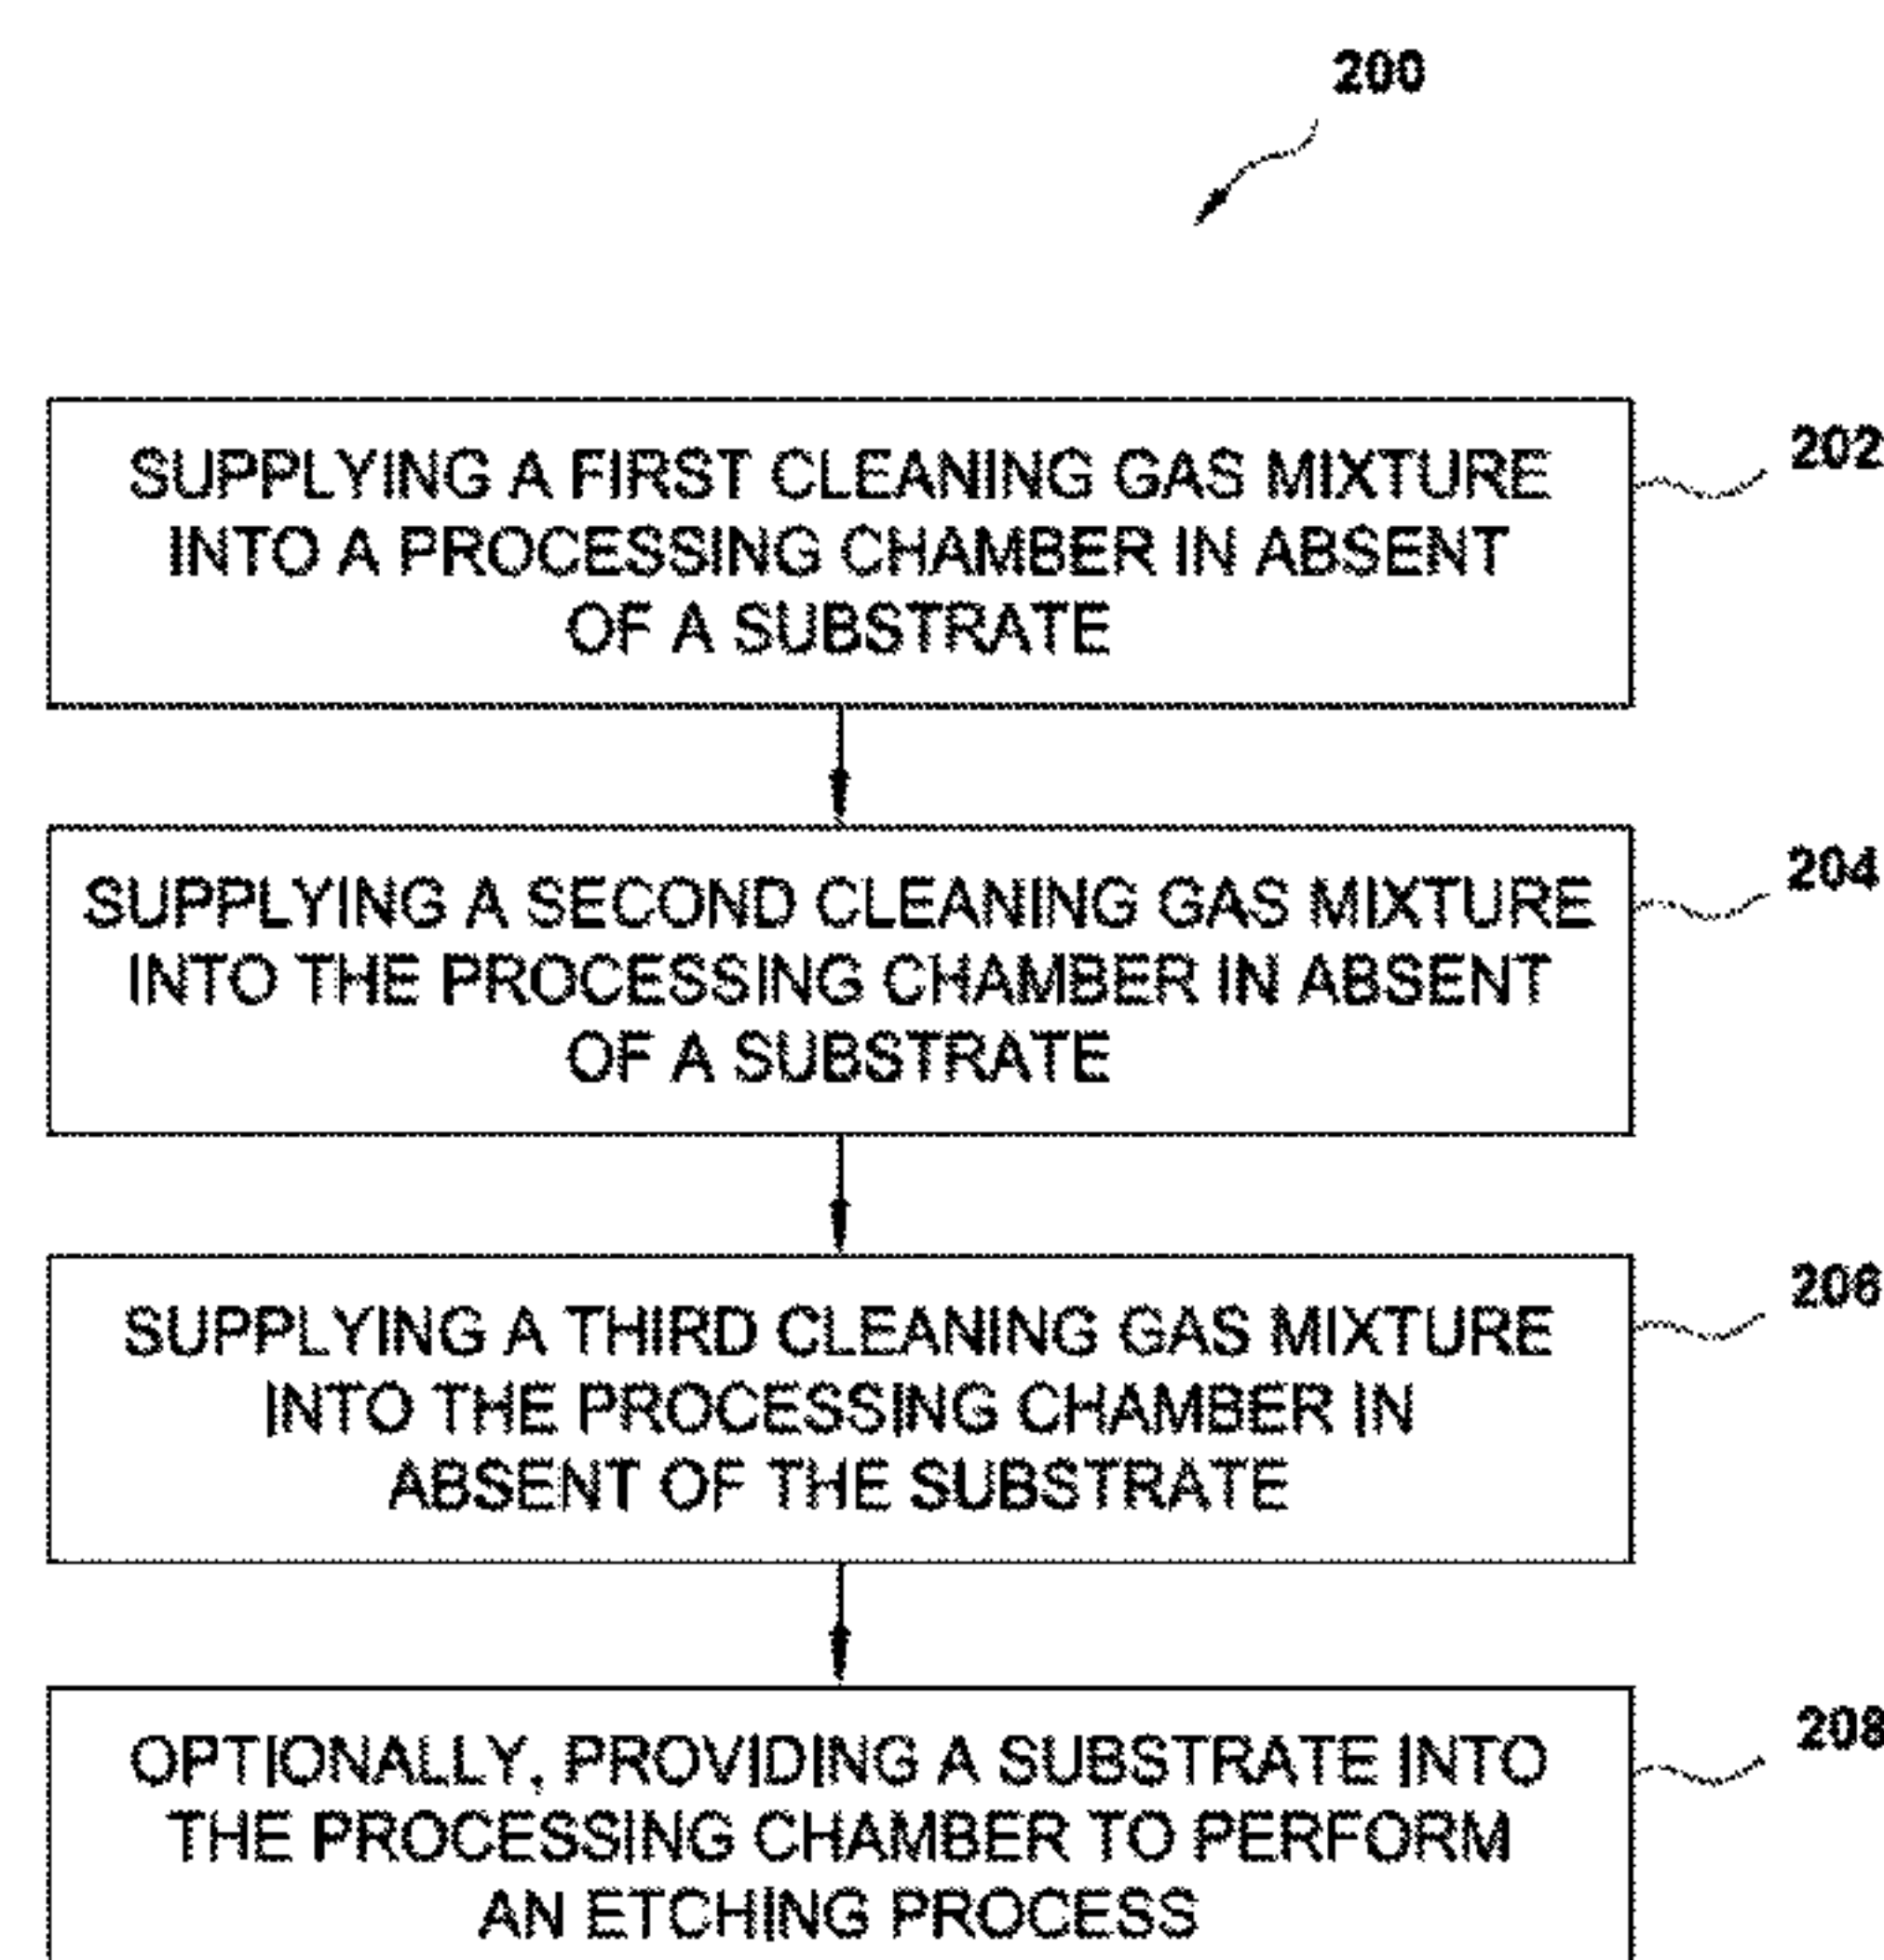 200
SUPPLYING A FIRST CLEANING GAS MIXTURE
INTO A PROCESSING CHAMBER IN ABSENT
OF A SUBSTRATE
202
SUPPLYING A SECOND CLEANING GAS MIXTURE
INTO THE PROCESSING CHAMBER IN ABSENT
OF A SUBSTRATE
204
SUPPLYING A THIRD CLEANING GAS MIXTURE
INTO THE PROCESSING CHAMBER IN
ABSENT OF THE SUBSTRATE
206
OPTIONALLY, PROVIDING A SUBSTRATE INTO
THE PROCESSING CHAMBER TO PERFORM
AN ETCHING PROCESS
208